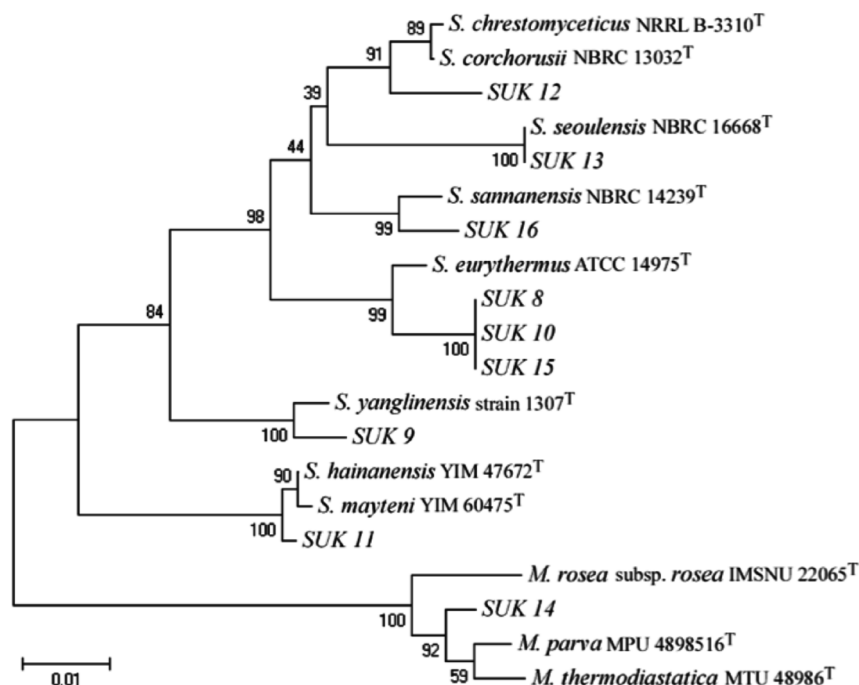 89
S. chrestomyceticus NRRL B-3310T
91
S. corchorusii NBRC 13032T
39
SUK 12
S. seoulensis NBRC 16668T
44
100
SUK 13
S. sannanensis NBRC 14239T
98
99
SUK 16
S. eurythermus ATCC 14975T
SUK 8
99
SUK 10
84
100
SUK 15
S. yanglinensis strain 1307T
100
SUK 9
90
S. hainanensis YIM 47672T
S. mayteni YIM 60475T
100
SUK 11
M. rosea subsp. rosea IMSNU 22065T
SUK 14
100
M. parva MPU 4898516T
92
59
M. thermodiastatica MTU 48986T
0.01